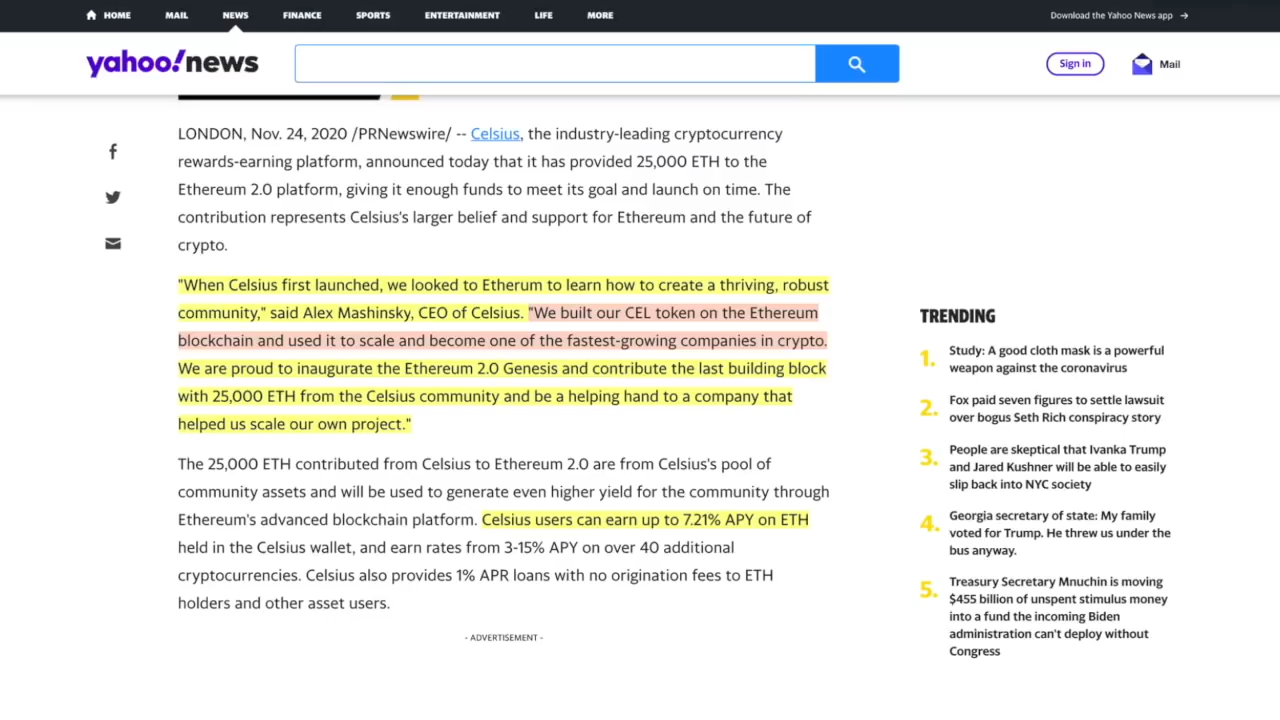 HOME MAIL NEWS FINANCE SPORTS ENTERTAINMENT LIFE MORE Download the Yahoo News app →
yahoo!news
Sign in
Mail
LONDON, Nov. 24, 2020 /PRNewswire/ -- Celsius, the industry-leading cryptocurrency
rewards-earning platform, announced today that it has provided 25,000 ETH to the
Ethereum 2.0 platform, giving it enough funds to meet its goal and launch on time. The
contribution represents Celsius's larger belief and support for Ethereum and the future of
crypto.
"When Celsius first launched, we looked to Etherum to learn how to create a thriving, robust
community," said Alex Mashinsky, CEO of Celsius. "We built our CEL token on the Ethereum
blockchain and used it to scale and become one of the fastest-growing companies in crypto.
We are proud to inaugurate the Ethereum 2.0 Genesis and contribute the last building block
with 25,000 ETH from the Celsius community and be a helping hand to a company that
helped us scale our own project."
The 25,000 ETH contributed from Celsius to Ethereum 2.0 are from Celsius's pool of
community assets and will be used to generate even higher yield for the community through
Ethereum's advanced blockchain platform. Celsius users can earn up to 7.21% APY on ETH
held in the Celsius wallet, and earn rates from 3-15% APY on over 40 additional
cryptocurrencies. Celsius also provides 1% APR loans with no origination fees to ETH
holders and other asset users.
- ADVERTISEMENT -
TRENDING
1. Study: A good cloth mask is a powerful
weapon against the coronavirus
2. Fox paid seven figures to settle lawsuit
over bogus Seth Rich conspiracy story
3. People are skeptical that Ivanka Trump
and Jared Kushner will be able to easily
slip back into NYC society
4. Georgia secretary of state: My family
voted for Trump. He threw us under the
bus anyway.
5. Treasury Secretary Mnuchin is moving
$455 billion of unspent stimulus money
into a fund the incoming Biden
administration can't deploy without
Congress